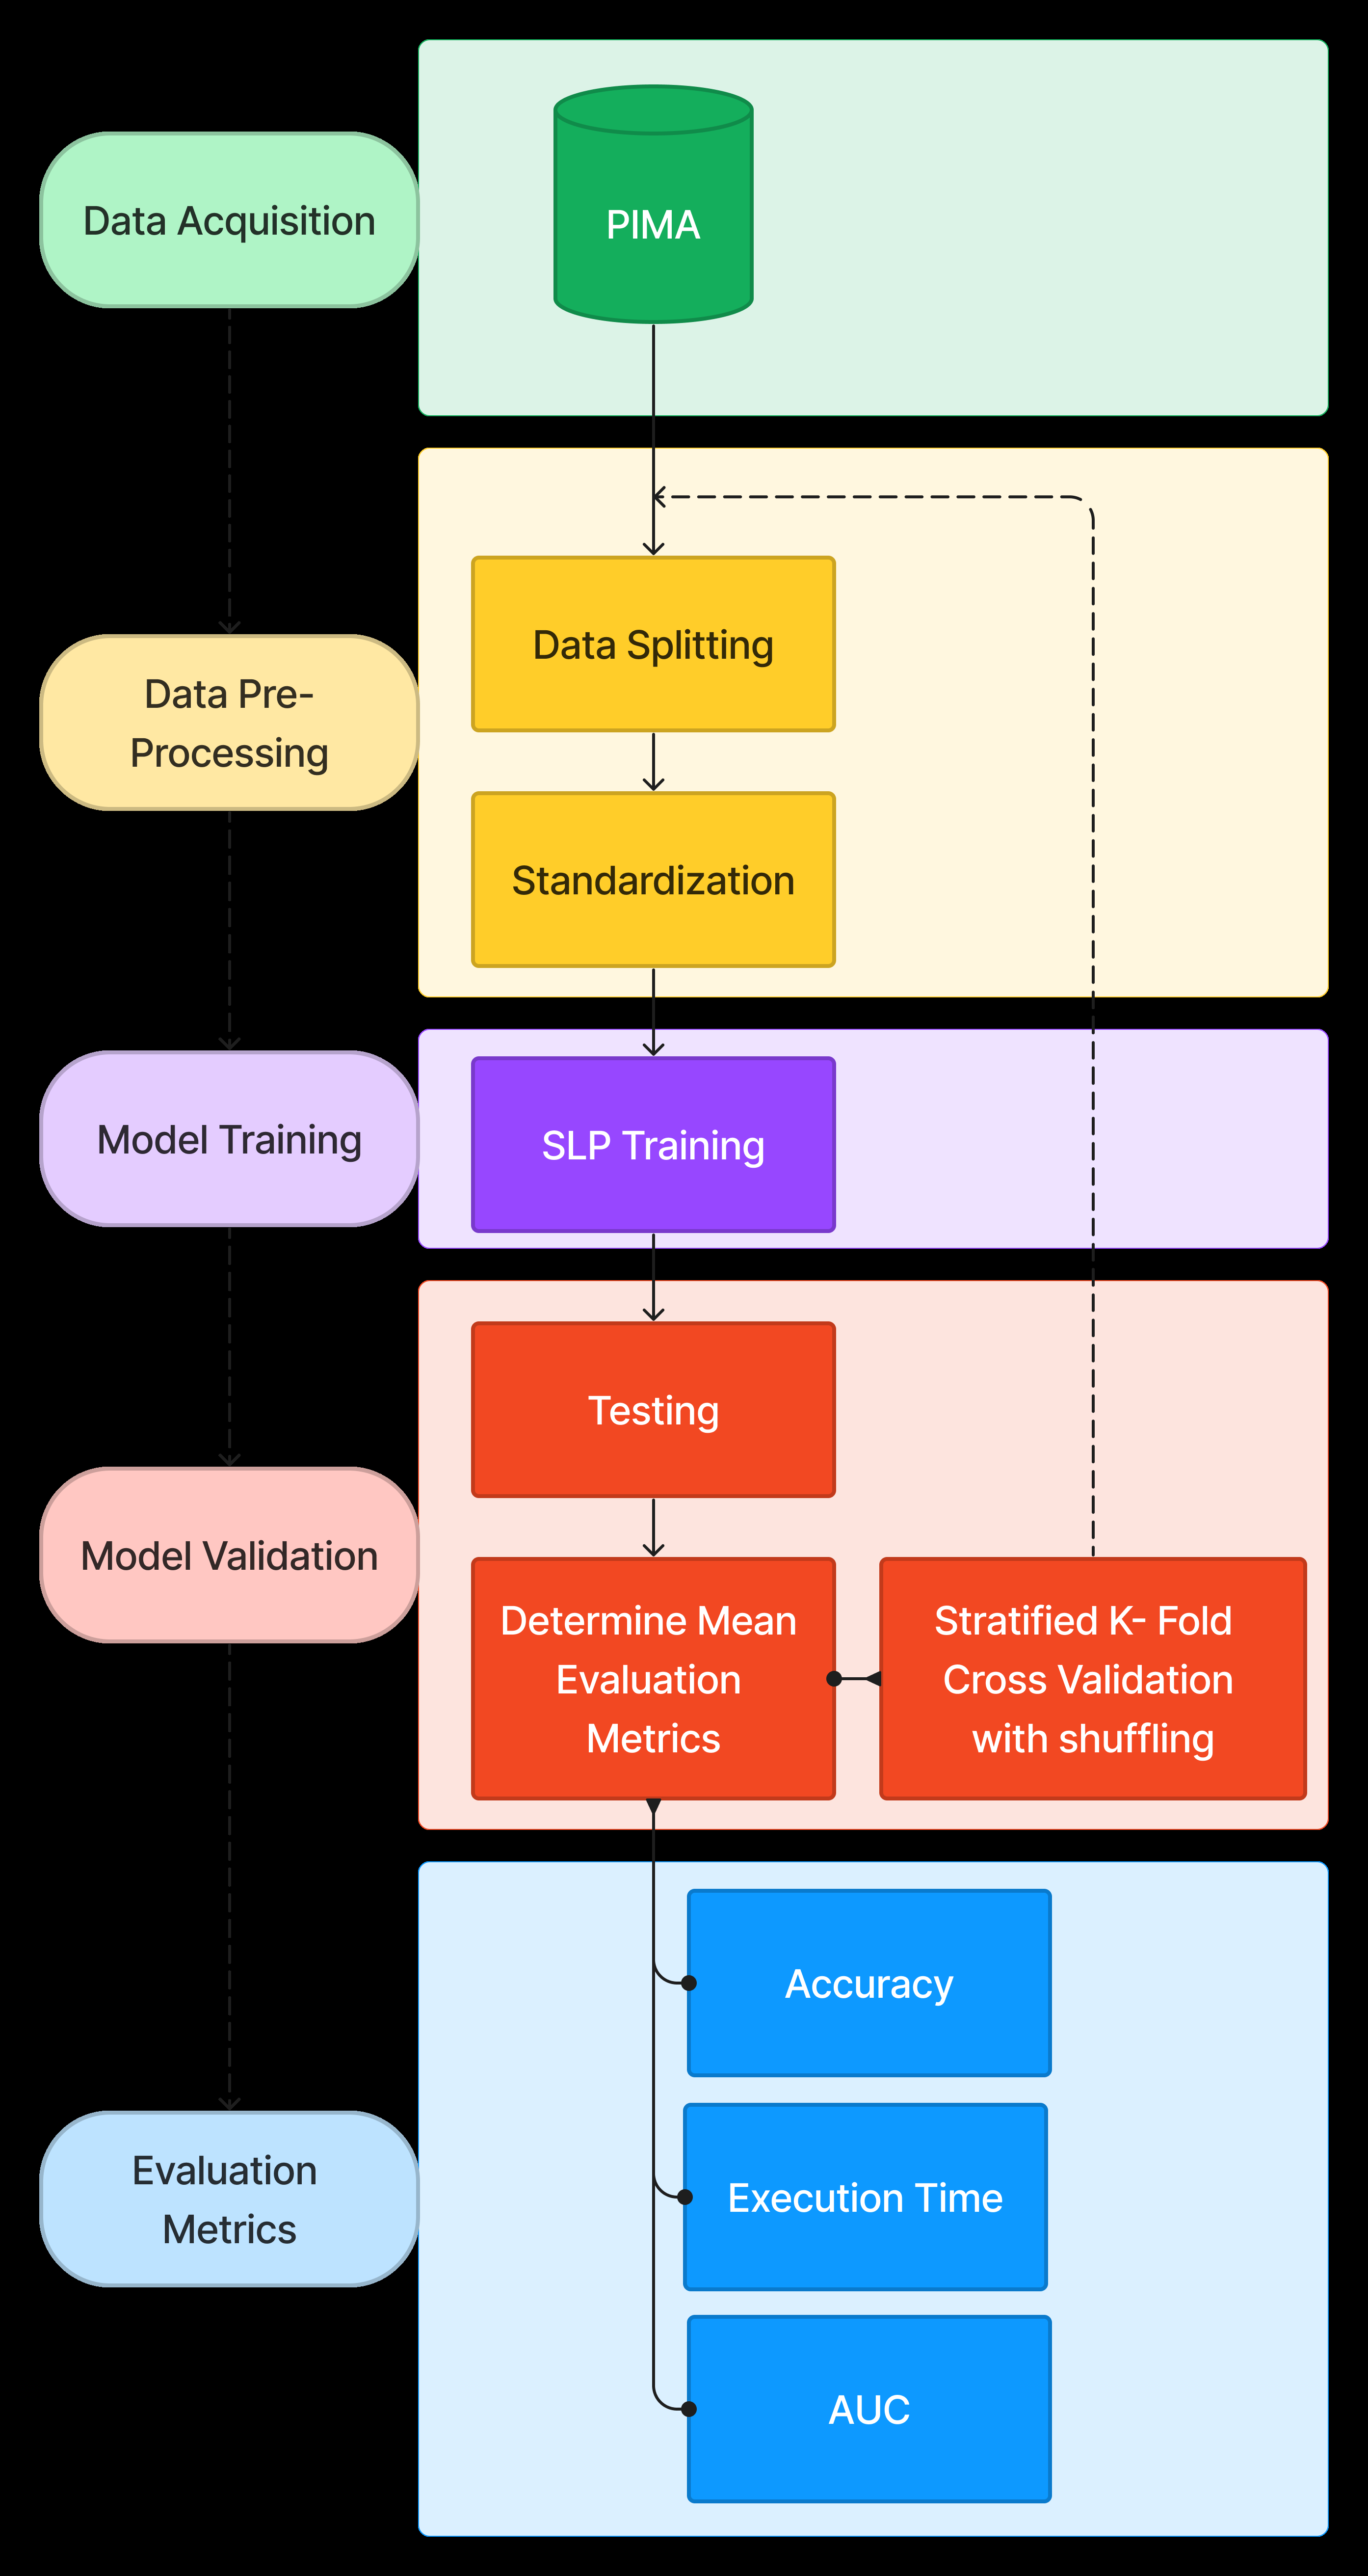 Data Acquisition
PIMA
Data Pre-
Processing
Data Splitting
Standardization
Model Training
SLP Training
Model Validation
Testing
Determine Mean
Evaluation
Metrics
Stratified K- Fold
Cross Validation
with shuffling
Evaluation
Metrics
Accuracy
Execution Time
AUC